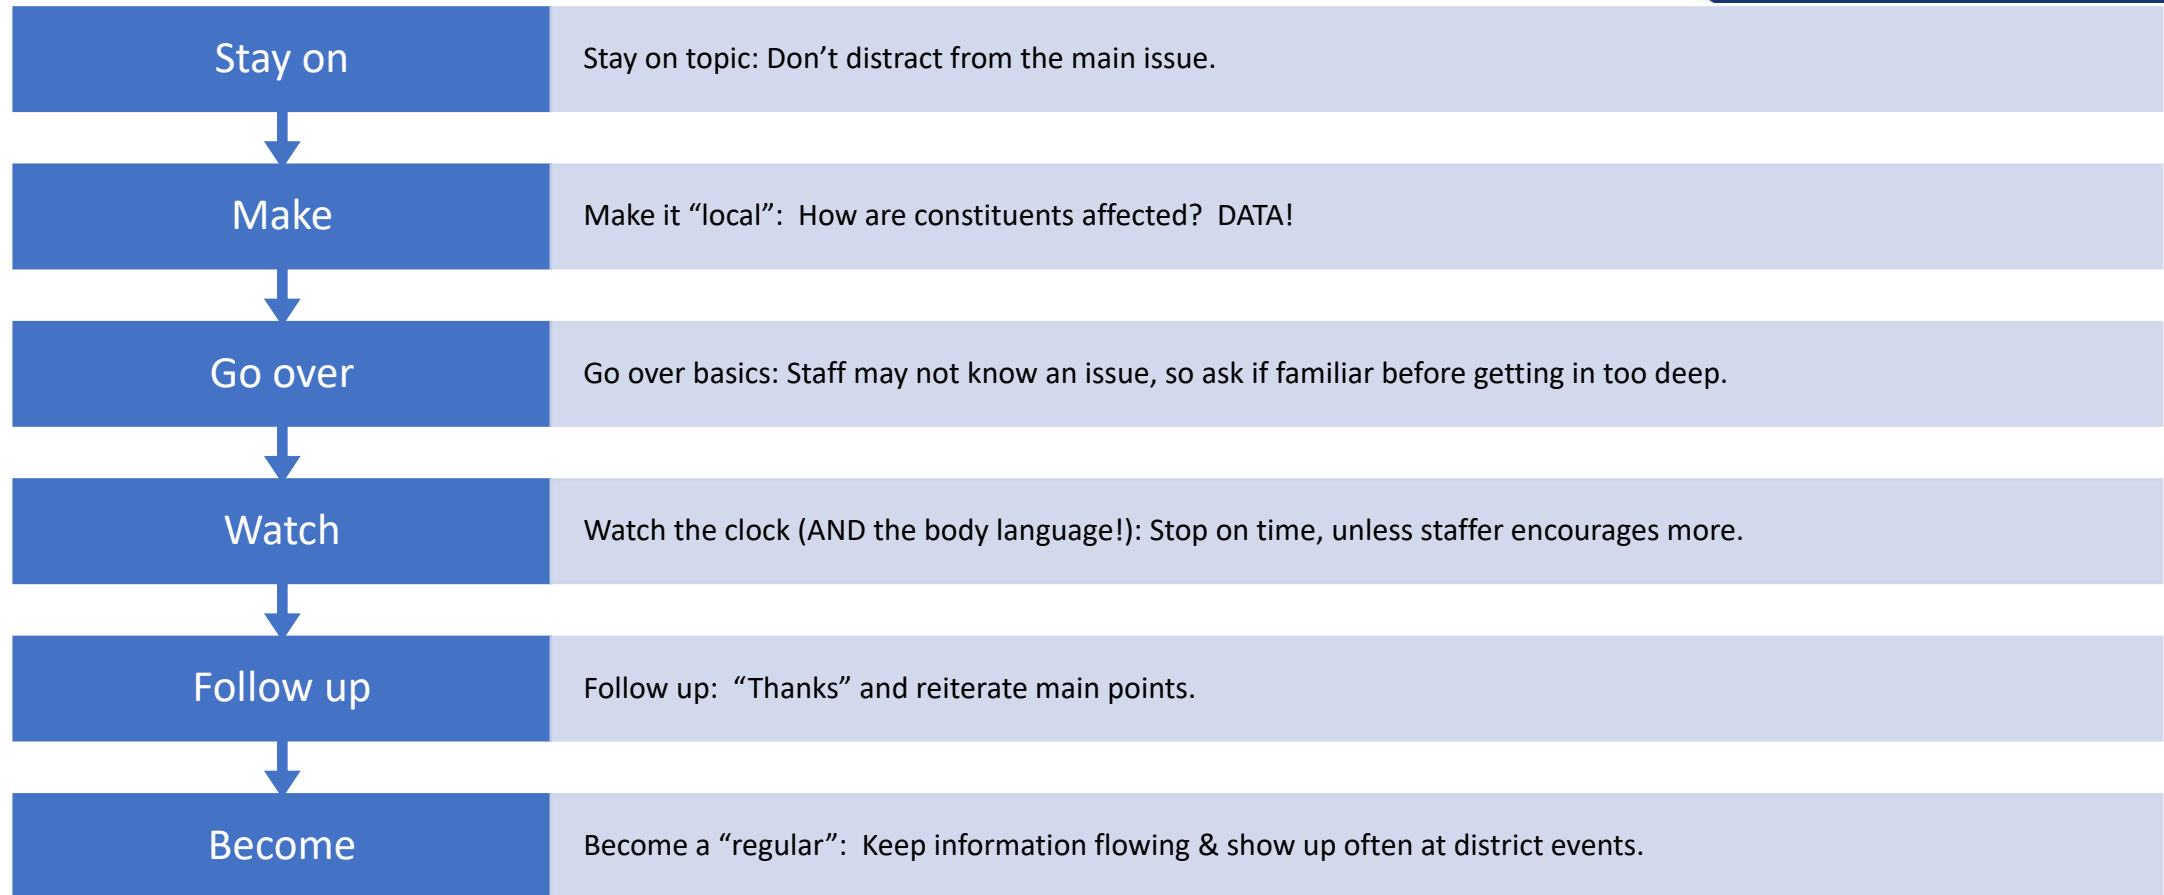 Stay on
Stay on topic: Don’t distract from the main issue.
Make
Make it “local”:  How are constituents affected?  DATA!
Go over
Go over basics: Staff may not know an issue, so ask if familiar before getting in too deep.
Watch
Watch the clock (AND the body language!): Stop on time, unless staffer encourages more.
Follow up
Follow up:  “Thanks” and reiterate main points.
Become
Become a “regular”:  Keep information flowing & show up often at district events.